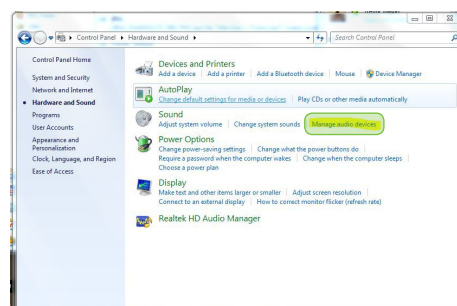 Control Panel ▸ Hardware and Sound ▸
Search Control Panel
Control Panel Home
System and Security
Network and Internet
Hardware and Sound
Programs
User Accounts
Appearance and
Personalization
Clock, Language, and Region
Ease of Access
Devices and Printers
Add a device | Add a printer | Add a Bluetooth device | Mouse | Device Manager
AutoPlay
Change default settings for media or devices | Play CDs or other media automatically
Sound
Adjust system volume | Change system sounds | Manage audio devices
Power Options
Change power-saving settings | Change what the power buttons do
Require a password when the computer wakes | Change when the computer sleeps
Choose a power plan
Display
Make text and other items larger or smaller | Adjust screen resolution
Connect to an external display | How to correct monitor flicker (refresh rate)
Realtek HD Audio Manager